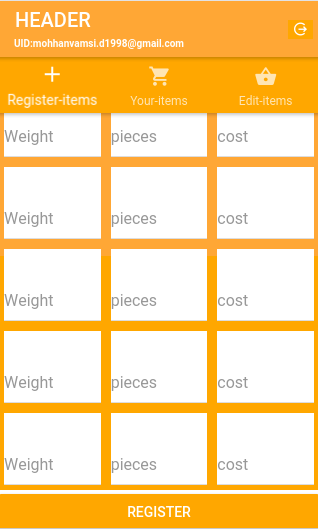 HEADER
UID:mohhanvamsi.d1998@gmail.com
Register-items Your-items Edit-items
Weight pieces cost
Weight pieces cost
Weight pieces cost
Weight pieces cost
Weight pieces cost
REGISTER